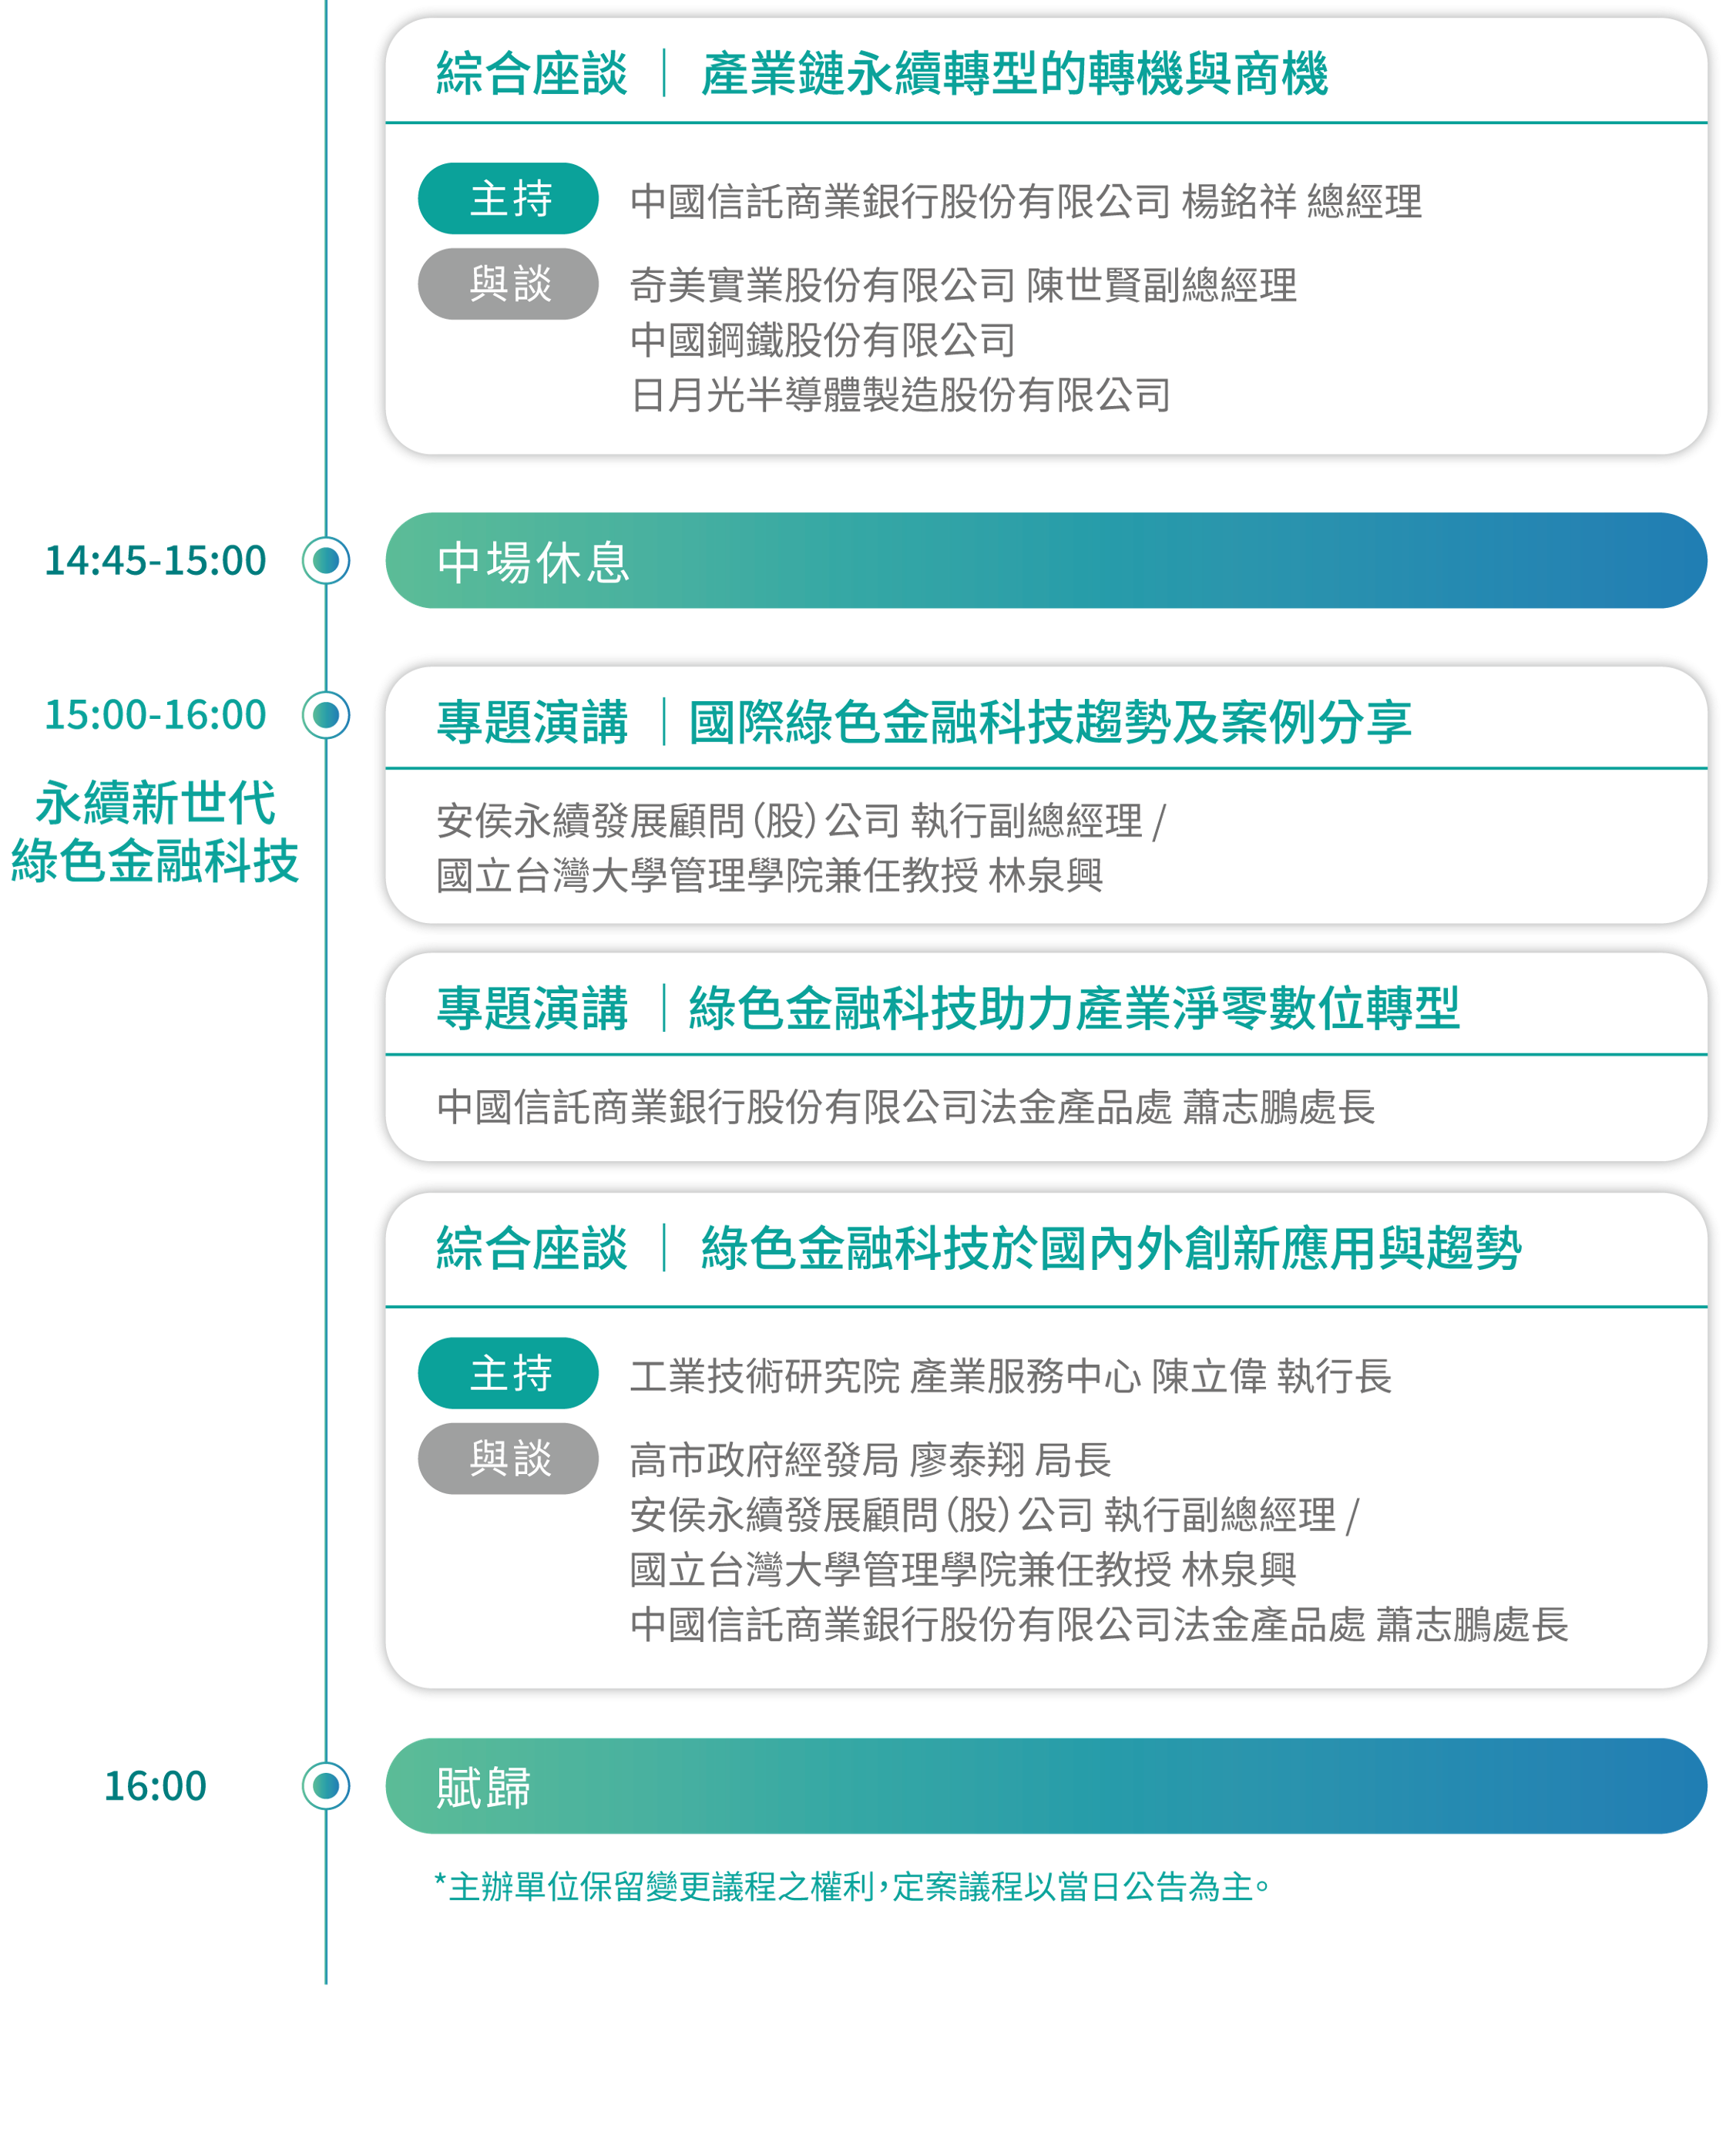 綜合座談｜產業鏈永續轉型的轉機與商機
主持 中國信託商業銀行股份有限公司 楊銘祥 總經理
與談 奇美實業股份有限公司 陳世賢副總經理
中國鋼鐵股份有限公司
日月光半導體製造股份有限公司
14:45-15:00 中場休息
15:00-16:00
永續新世代
綠色金融科技
專題演講｜國際綠色金融科技趨勢及案例分享
安侯永續發展顧問(股)公司 執行副總經理 /
國立台灣大學管理學院兼任教授 林泉興
專題演講｜綠色金融科技助力產業淨零數位轉型
中國信託商業銀行股份有限公司法金產品處 蕭志鵬處長
綜合座談｜綠色金融科技於國內外創新應用與趨勢
主持 工業技術研究院 產業服務中心 陳立偉 執行長
與談 高市政府經發局 廖泰翔 局長
安侯永續發展顧問(股)公司 執行副總經理 /
國立台灣大學管理學院兼任教授 林泉興
中國信託商業銀行股份有限公司法金產品處 蕭志鵬處長
16:00 賦歸
*主辦單位保留變更議程之權利，定案議程以當日公告為主。